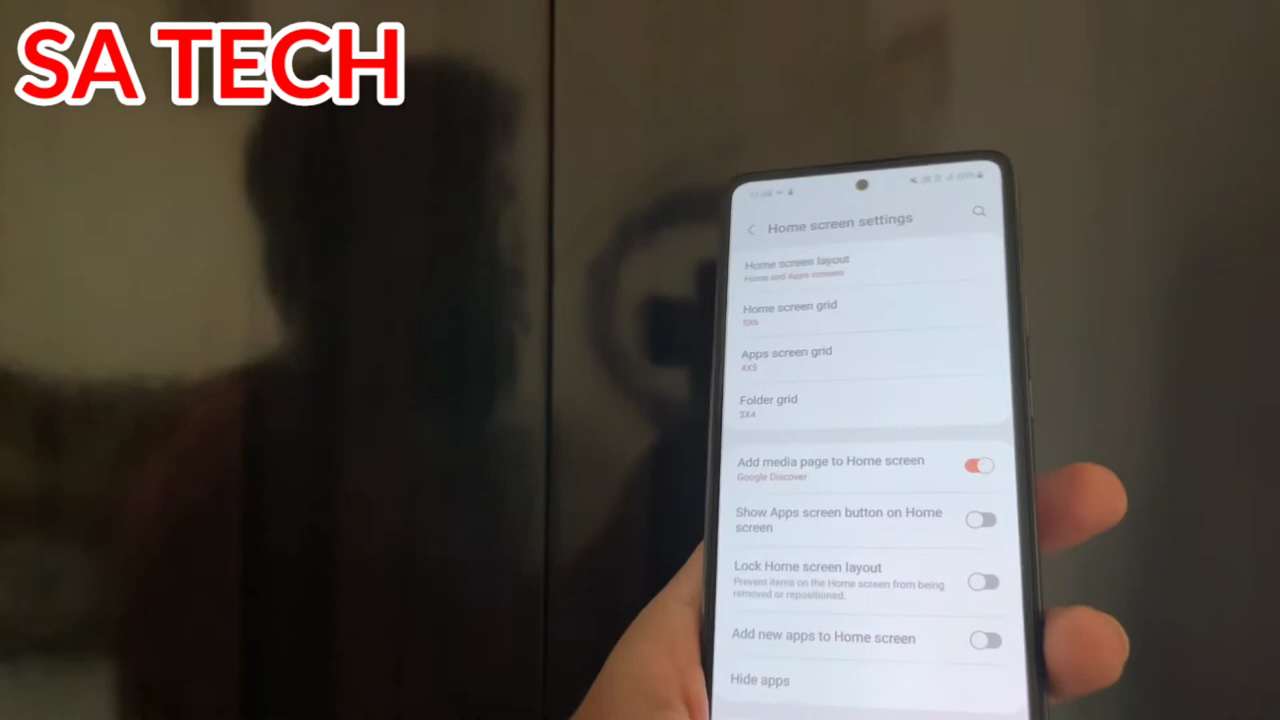 SA TECH
Home screen settings
Home screen layout
Home and Apps screens
Home screen grid
5X6
Apps screen grid
4X5
Folder grid
3X4
Add media page to Home screen
Google Discover
Show Apps screen button on Home
screen
Lock Home screen layout
Prevent items on the Home screen from being
removed or repositioned.
Add new apps to Home screen
Hide apps